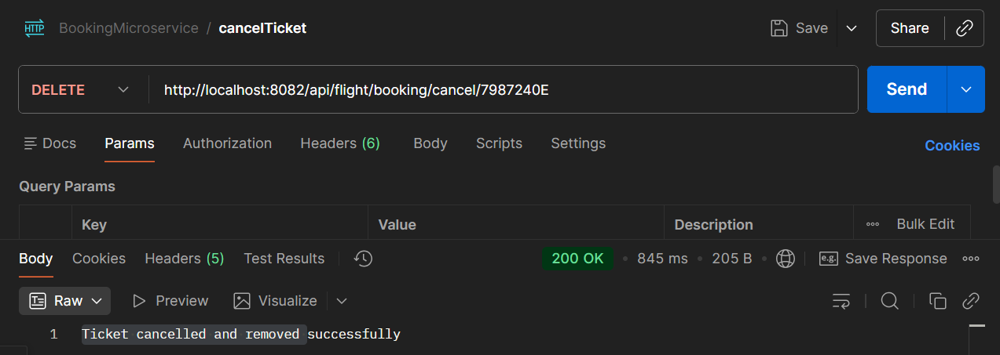 HTTP BookingMicroservice / cancelTicket Save Share
DELETE http://localhost:8082/api/flight/booking/cancel/7987240E Send
Docs Params Authorization Headers (6) Body Scripts Settings Cookies
Query Params
Key Value Description Bulk Edit
Body Cookies Headers (5) Test Results 200 OK • 845 ms • 205 B • e.g. Save Response
T Raw Preview Visualize
1 Ticket cancelled and removed successfully